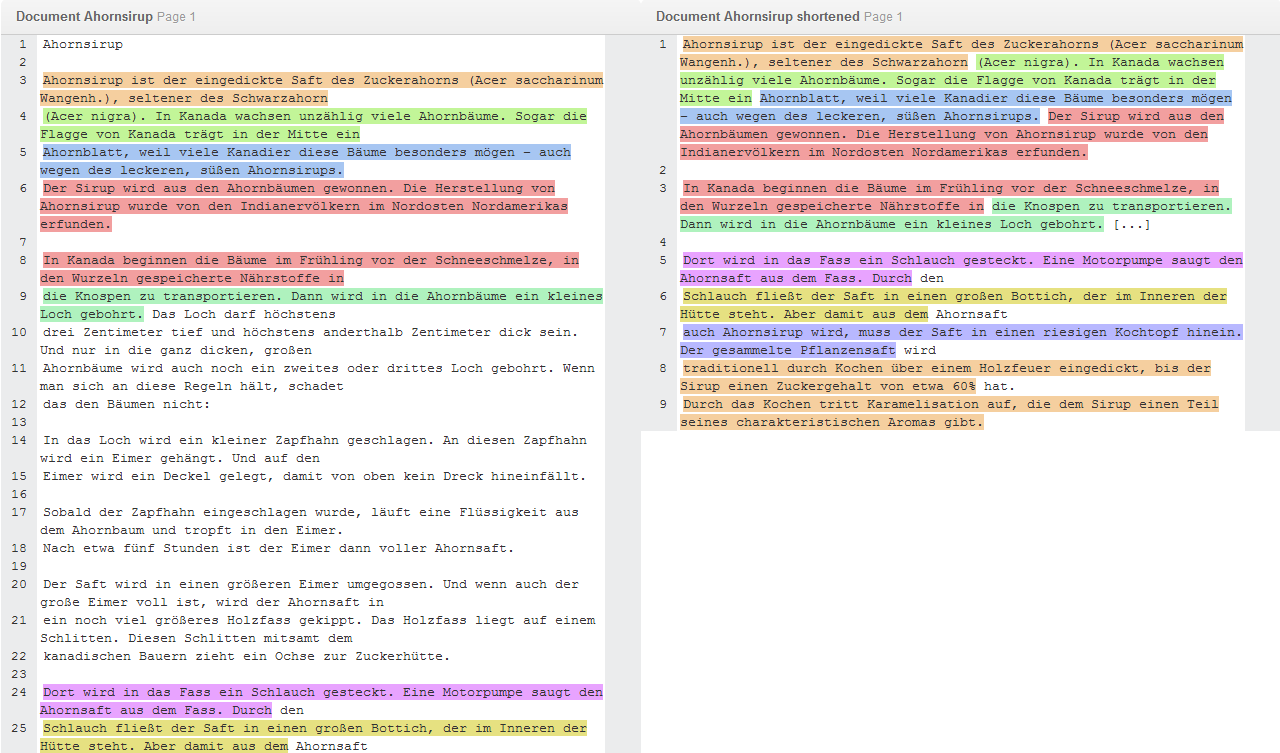 Document Ahornsirup Page 1
1 Ahornsirup
2
3 Ahornsirup ist der eingedickte Saft des Zuckerahorns (Acer saccharinum
Wangenh.), seltener des Schwarzahorn
4 (Acer nigra). In Kanada wachsen unzählig viele Ahornbäume. Sogar die
Flagge von Kanada trägt in der Mitte ein
5 Ahornblatt, weil viele Kanadier diese Bäume besonders mögen – auch
wegen des leckeren, süßen Ahornsirups.
6 Der Sirup wird aus den Ahornbäumen gewonnen. Die Herstellung von
Ahornsirup wurde von den Indianervölkern im Nordosten Nordamerikas
erfunden.
7
8 In Kanada beginnen die Bäume im Frühling vor der Schneeschmelze, in
den Wurzeln gespeicherte Nährstoffe in
9 die Knospen zu transportieren. Dann wird in die Ahornbäume ein kleines
Loch gebohrt. Das Loch darf höchstens
10 drei Zentimeter tief und höchstens anderthalb Zentimeter dick sein.
Und nur in die ganz dicken, großen
11 Ahornbäume wird auch noch ein zweites oder drittes Loch gebohrt. Wenn
man sich an diese Regeln hält, schadet
12 das den Bäumen nicht:
13
14 In das Loch wird ein kleiner Zapfhahn geschlagen. An diesen Zapfhahn
wird ein Eimer gehängt. Und auf den
15 Eimer wird ein Deckel gelegt, damit von oben kein Dreck hineinfällt.
16
17 Sobald der Zapfhahn eingeschlagen wurde, läuft eine Flüssigkeit aus
dem Ahornbaum und tropft in den Eimer.
18 Nach etwa fünf Stunden ist der Eimer dann voller Ahornsaft.
19
20 Der Saft wird in einen größeren Eimer umgegossen. Und wenn auch der
große Eimer voll ist, wird der Ahornsaft in
21 ein noch viel größeres Holzfass gekippt. Das Holzfass liegt auf einem
Schlitten. Diesen Schlitten mitsamt dem
22 kanadischen Bauern zieht ein Ochse zur Zuckerhütte.
23
24 Dort wird in das Fass ein Schlauch gesteckt. Eine Motorpumpe saugt den
Ahornsaft aus dem Fass. Durch den
25 Schlauch fließt der Saft in einen großen Bottich, der im Inneren der
Hütte steht. Aber damit aus dem Ahornsaft
Document Ahornsirup shortened Page 1
1 Ahornsirup ist der eingedickte Saft des Zuckerahorns (Acer saccharinum
Wangenh.), seltener des Schwarzahorn (Acer nigra). In Kanada wachsen
unzählig viele Ahornbäume. Sogar die Flagge von Kanada trägt in der
Mitte ein Ahornblatt, weil viele Kanadier diese Bäume besonders mögen
– auch wegen des leckeren, süßen Ahornsirups. Der Sirup wird aus den
Ahornbäumen gewonnen. Die Herstellung von Ahornsirup wurde von den
Indianervölkern im Nordosten Nordamerikas erfunden.
2
3 In Kanada beginnen die Bäume im Frühling vor der Schneeschmelze, in
den Wurzeln gespeicherte Nährstoffe in die Knospen zu transportieren.
Dann wird in die Ahornbäume ein kleines Loch gebohrt. [...]
4
5 Dort wird in das Fass ein Schlauch gesteckt. Eine Motorpumpe saugt den
Ahornsaft aus dem Fass. Durch den
6 Schlauch fließt der Saft in einen großen Bottich, der im Inneren der
Hütte steht. Aber damit aus dem Ahornsaft
7 auch Ahornsirup wird, muss der Saft in einen riesigen Kochtopf hinein.
Der gesammelte Pflanzensaft wird
8 traditionell durch Kochen über einem Holzfeuer eingedickt, bis der
Sirup einen Zuckergehalt von etwa 60% hat.
9 Durch das Kochen tritt Karamelisation auf, die dem Sirup einen Teil
seines charakteristischen Aromas gibt.